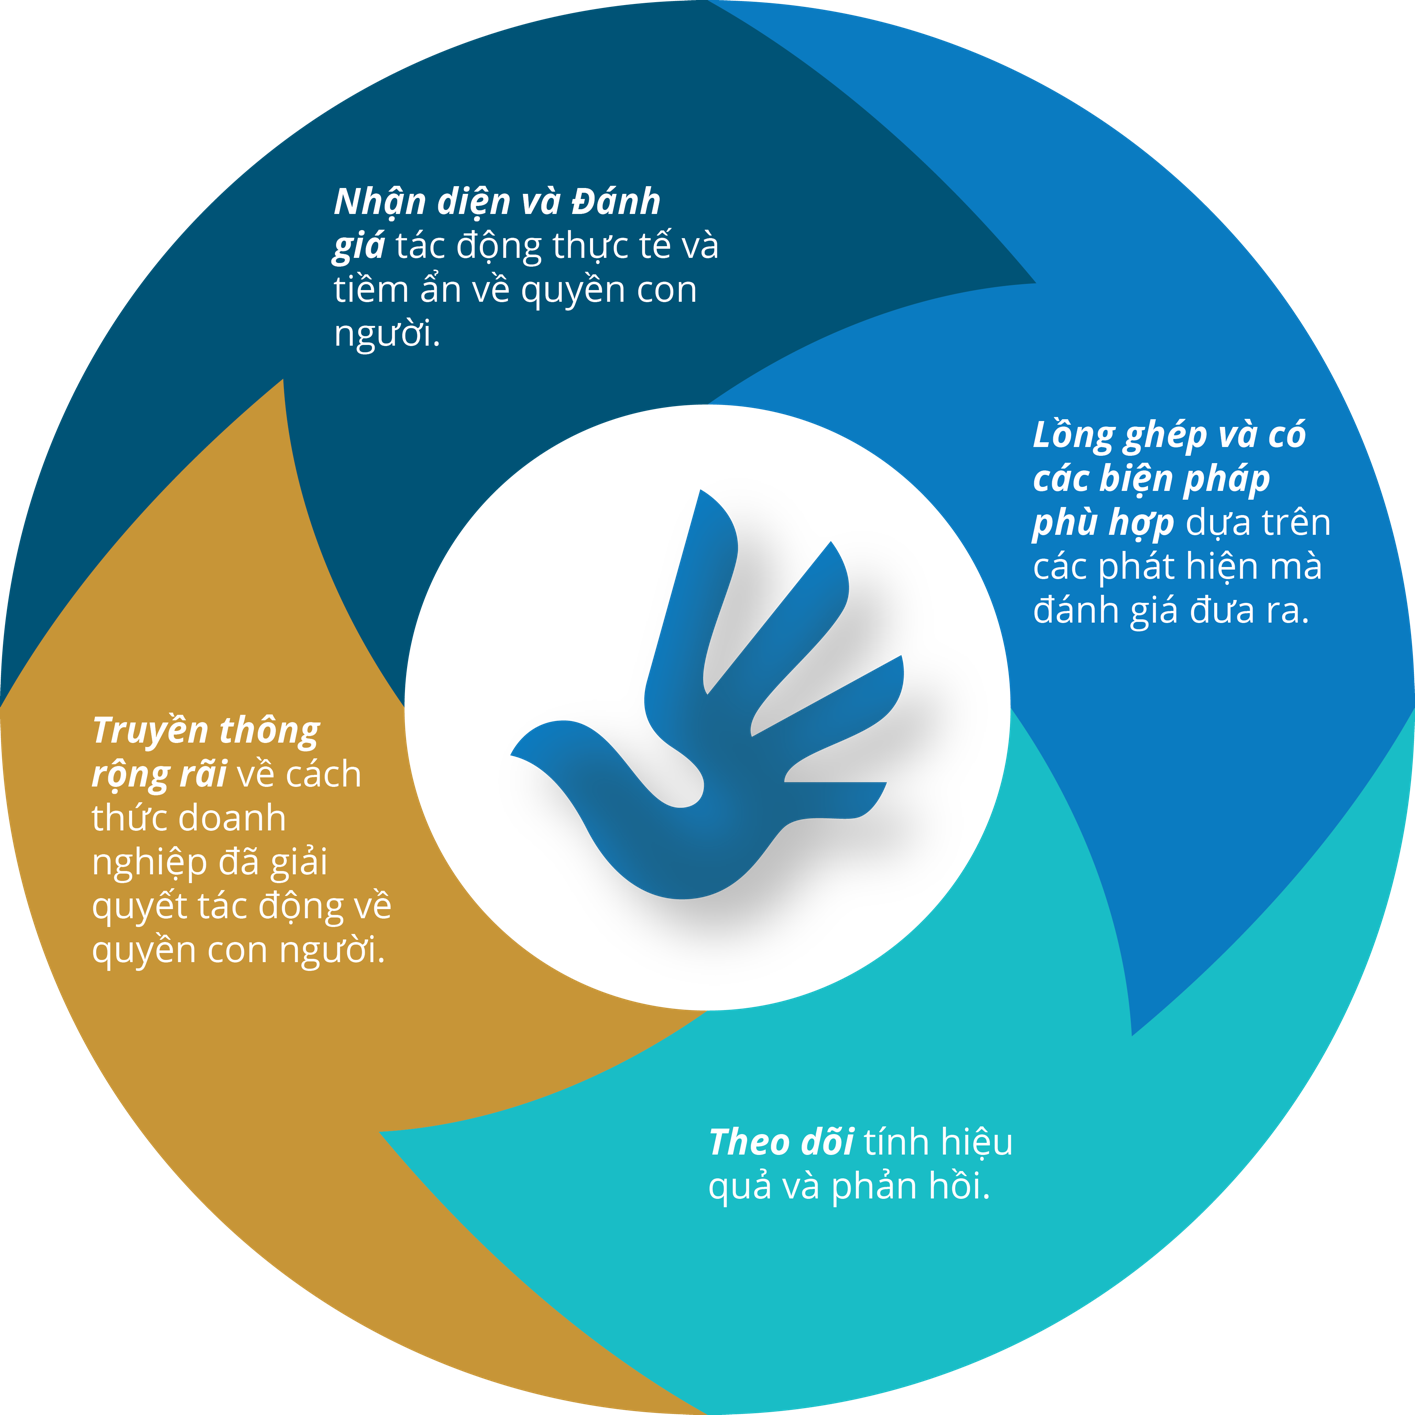 Nhận diện và Đánh
giá tác động thực tế và
tiềm ẩn về quyền con
người.
Lồng ghép và có
các biện pháp
phù hợp dựa trên
các phát hiện mà
đánh giá đưa ra.
Theo dõi tính hiệu
quả và phản hồi.
Truyền thông
rộng rãi về cách
thức doanh
nghiệp đã giải
quyết tác động về
quyền con người.